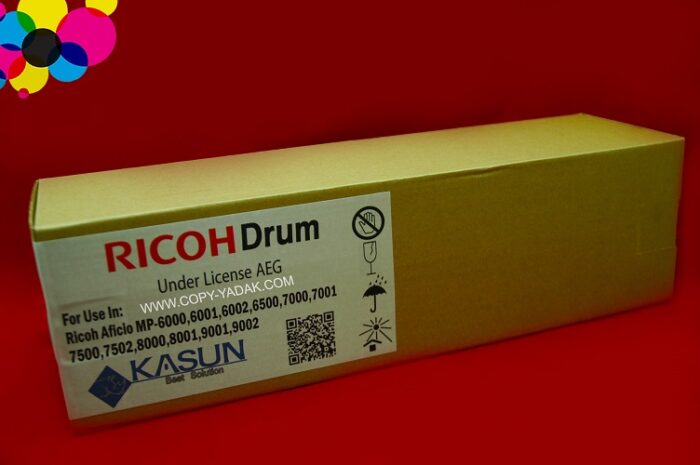 RICOH Drum
Under License AEG
WWW.COPY-YADAK.COM
For Use In:
Ricoh Aficio MP-6000,6001,6002,6500,7000,7001
7500,7502,8000,8001,9001,9002
KASUN
Best Solution